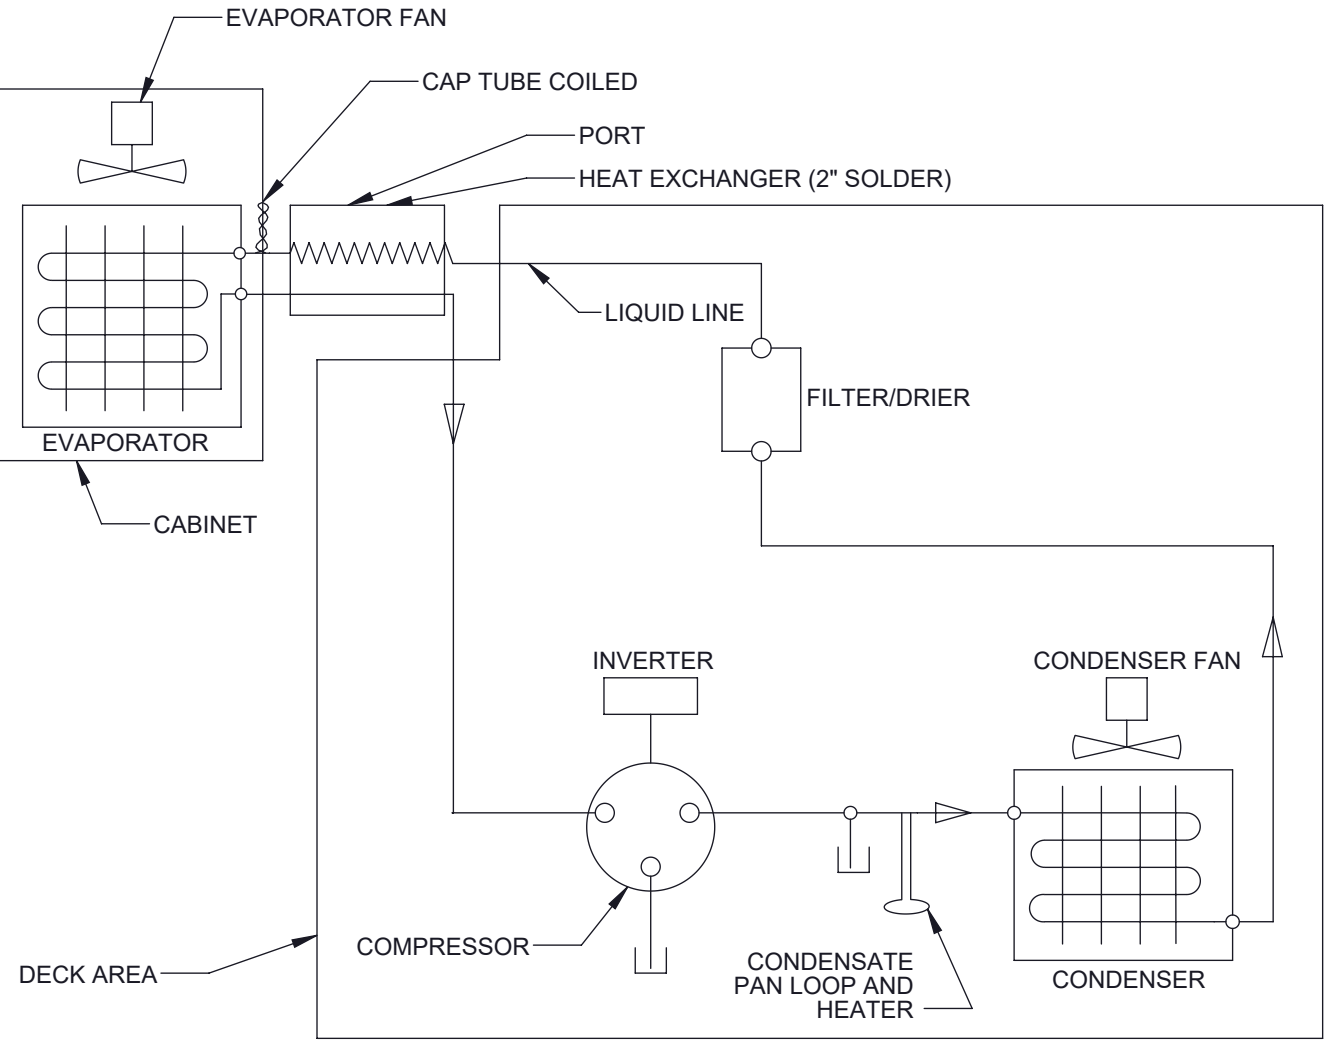 EVAPORATOR FAN
CAP TUBE COILED
PORT
HEAT EXCHANGER (2" SOLDER)
LIQUID LINE
FILTER/DRIER
EVAPORATOR
CABINET
INVERTER
CONDENSER FAN
COMPRESSOR
DECK AREA
CONDENSATE
PAN LOOP AND
HEATER
CONDENSER